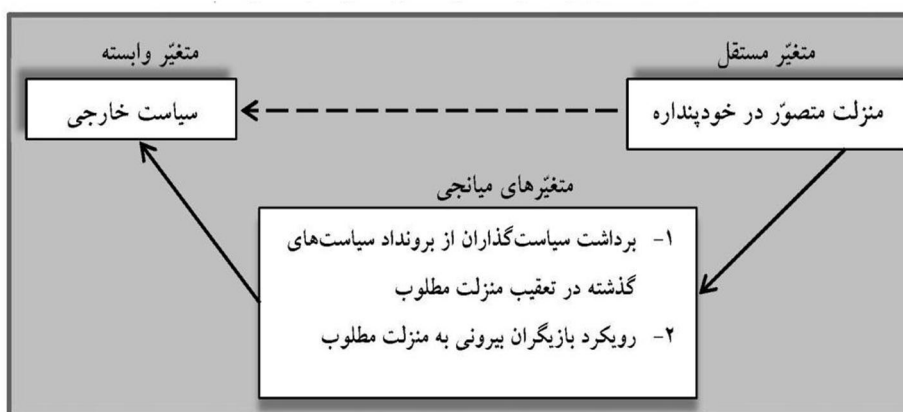 متغیّر مستقل
متغیّر وابسته
منزلت متصوّر در خودپنداره
سیاست خارجی
متغیّرهای میانجی
۱- برداشت سیاست‌گذاران از برونداد سیاست‌های
گذشته در تعقیب منزلت مطلوب
۲- رویکرد بازیگران بیرونی به منزلت مطلوب